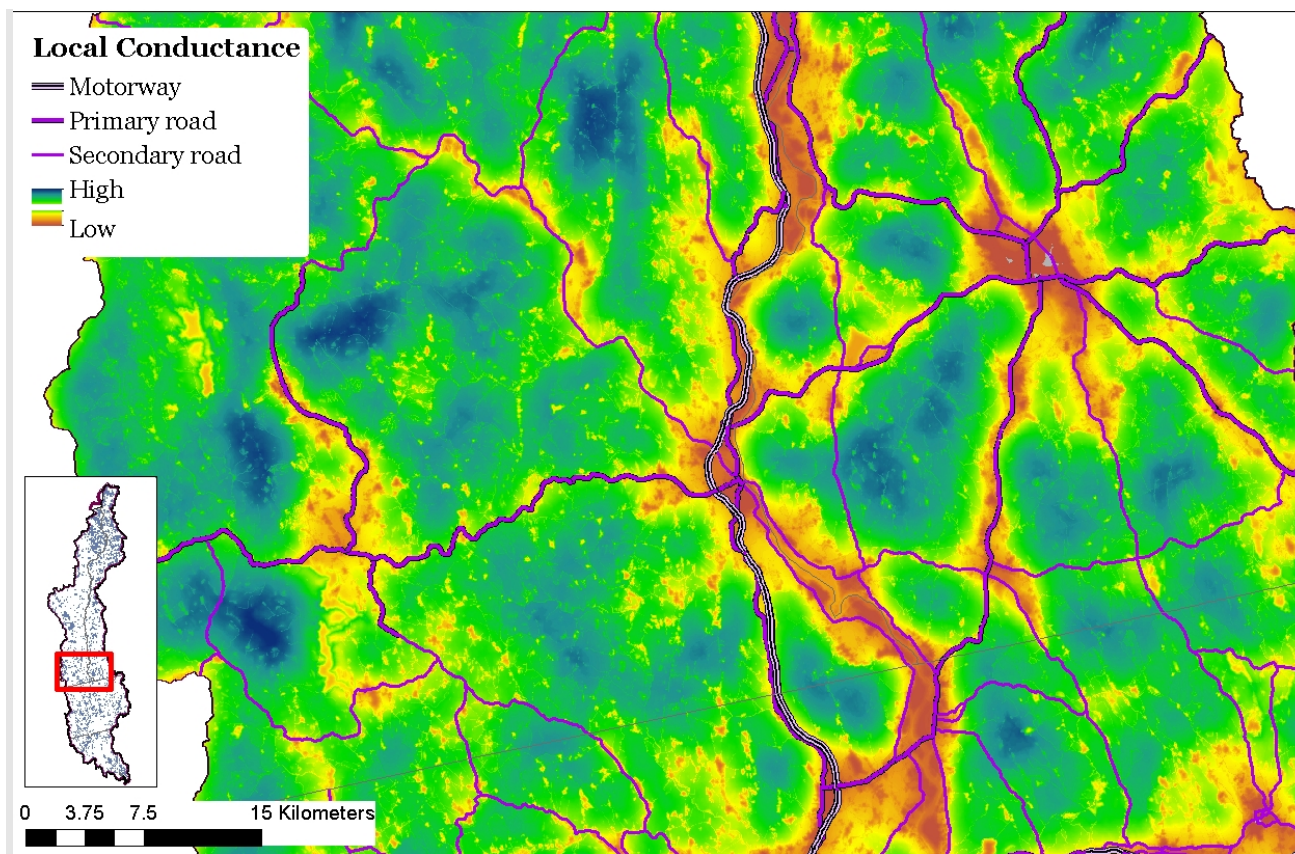 Local Conductance
Motorway
Primary road
Secondary road
High
Low
0 3.75 7.5 15 Kilometers